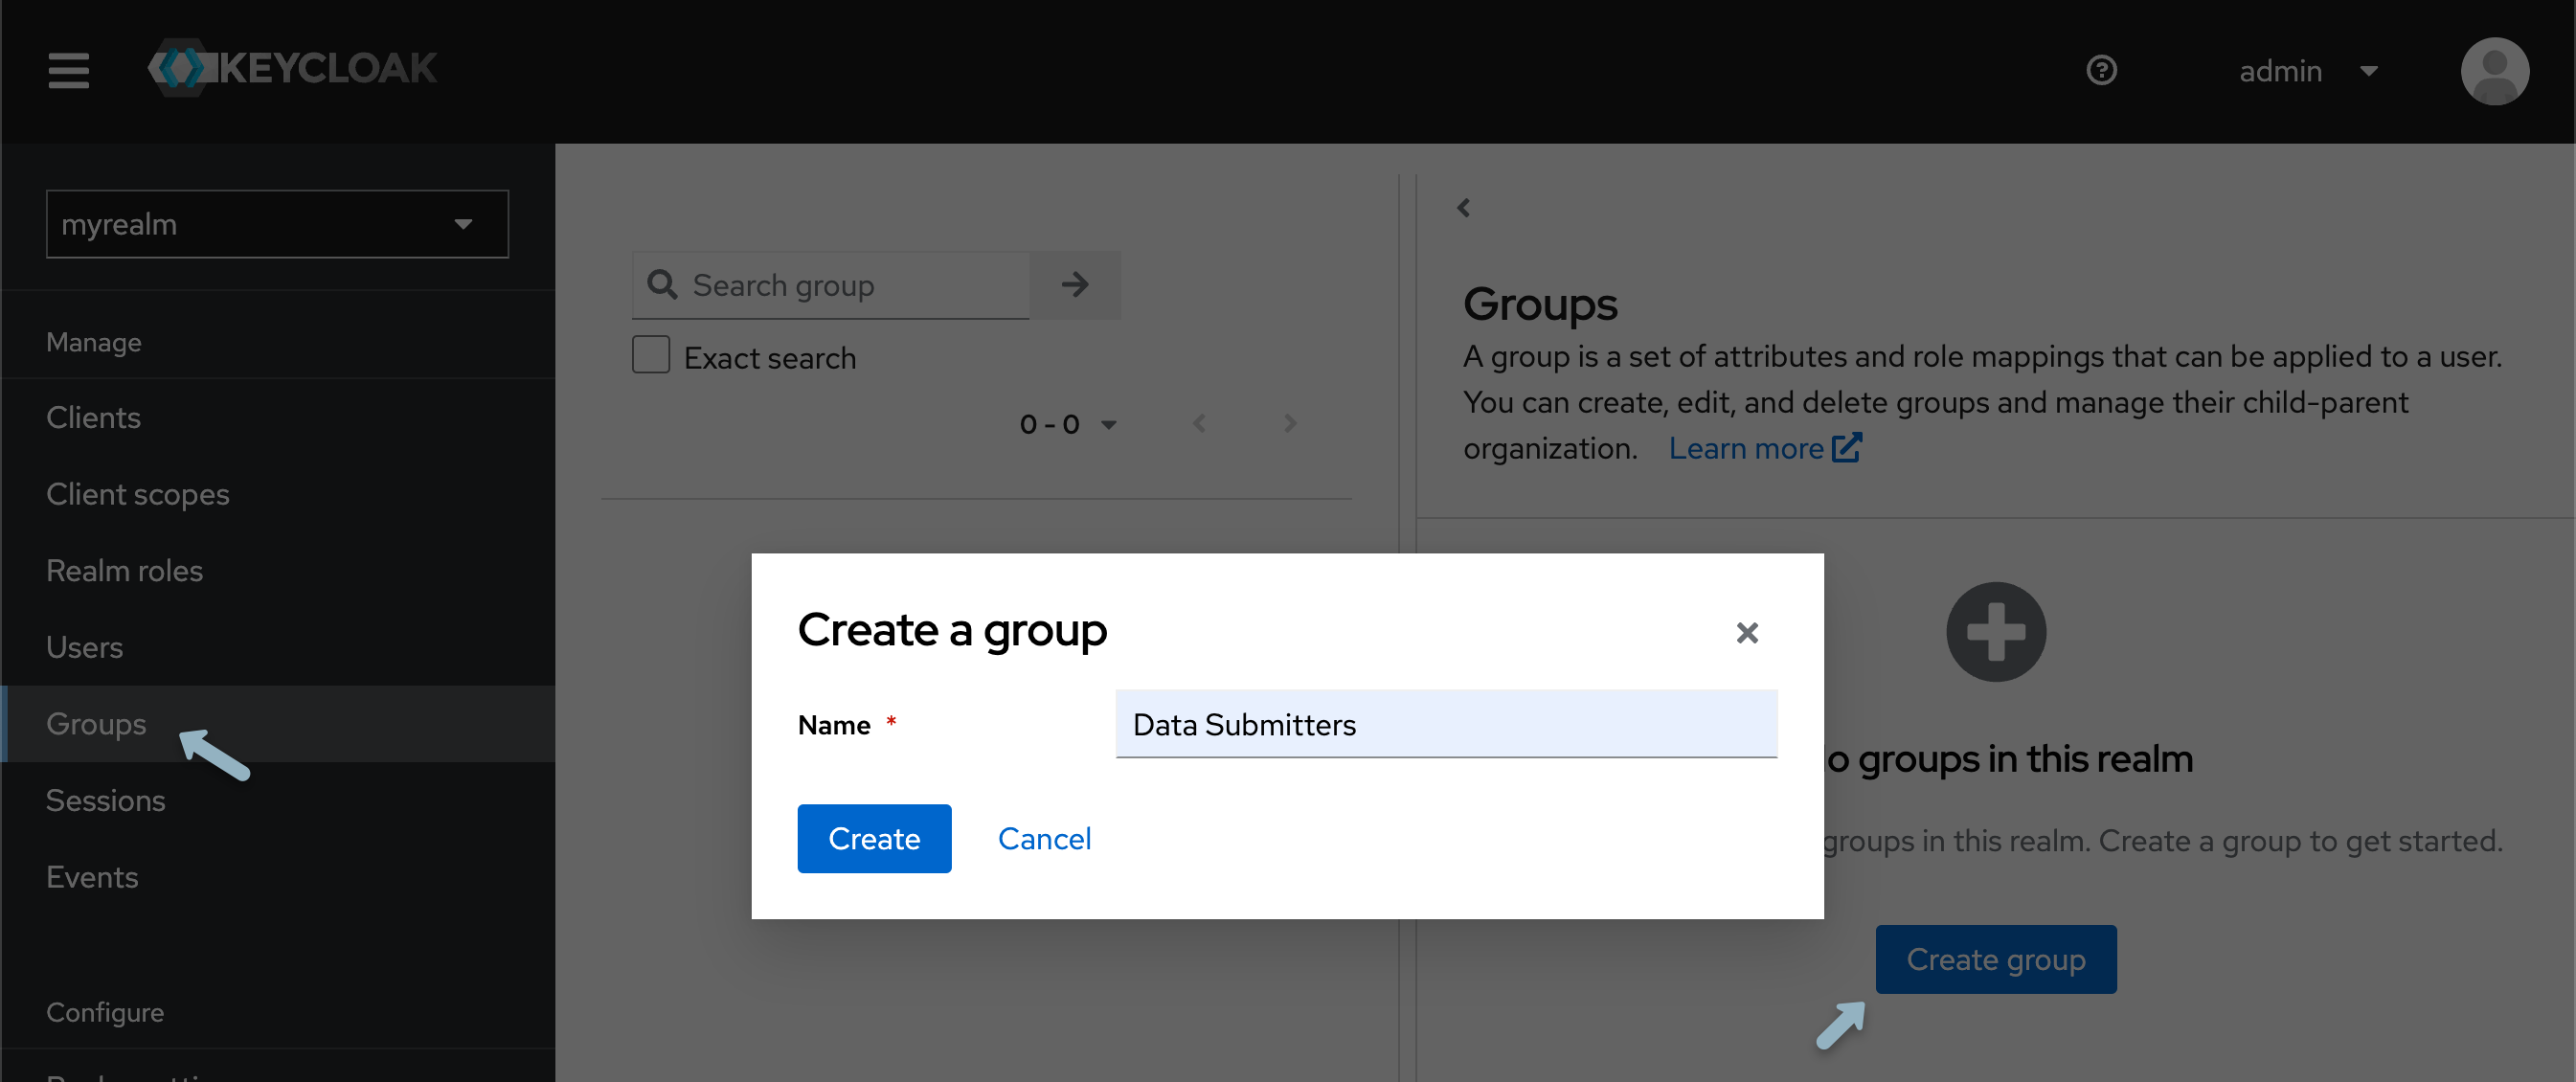 KEYCLOAK
admin
myrealm
Manage
Clients
Client scopes
Realm roles
Users
Groups
Sessions
Events
Configure
Search group
Exact search
0 - 0
Groups
A group is a set of attributes and role mappings that can be applied to a user.
You can create, edit, and delete groups and manage their child-parent
organization. Learn more
Create a group
Name *
Data Submitters
Create Cancel
groups in this realm
groups in this realm. Create a group to get started.
Create group